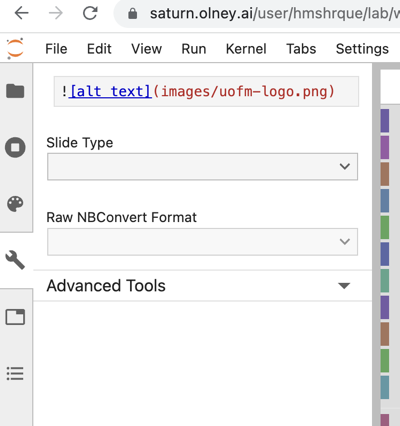 saturn.olney.ai/user/hmshrque/lab/w
File Edit View Run Kernel Tabs Settings
![alt text](images/uofm-logo.png)
Slide Type
Raw NBConvert Format
Advanced Tools